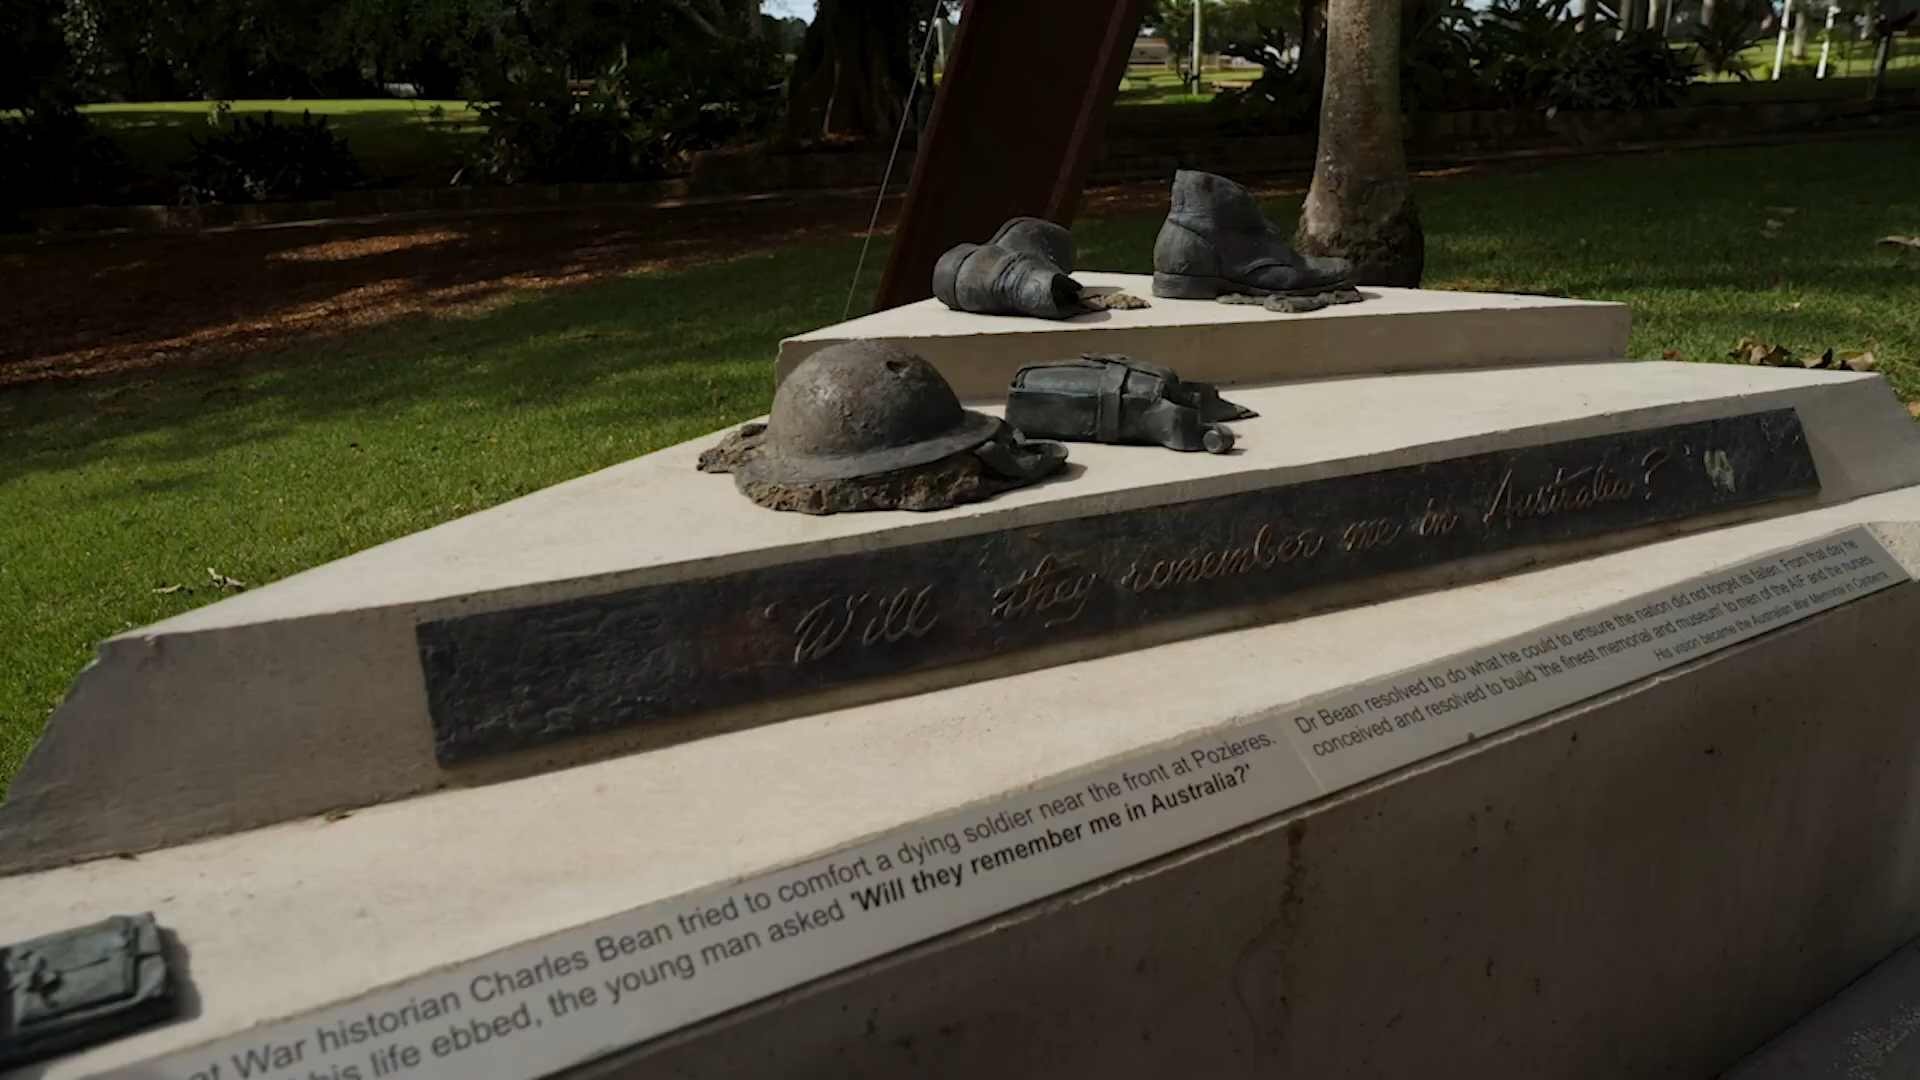 'Will they remember me in Australia?'
at War historian Charles Bean tried to comfort a dying soldier near the front at Pozieres.
his life ebbed, the young man asked 'Will they remember me in Australia?'
Dr Bean resolved to do what he could to ensure the nation did not forget its fallen. From that day he
conceived and resolved to build 'the finest memorial and museum' to men of the AIF and the nurses.
His vision became the Australian War Memorial in Canberra.